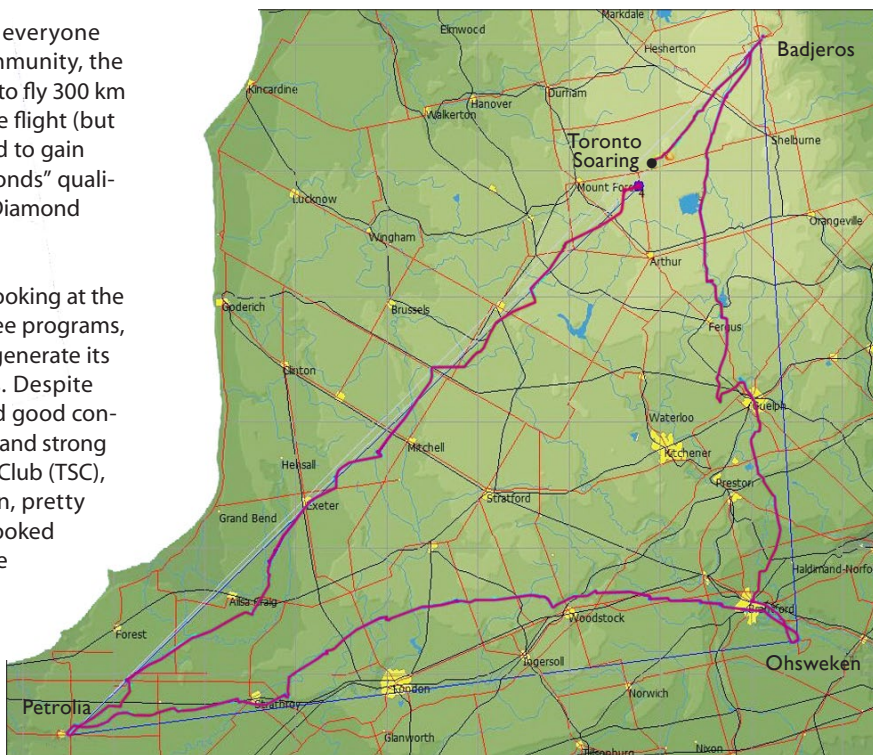 everyone
mmunity, the
to fly 300 km
e flight (but
d to gain
onds” quali-
Diamond
ooking at the
ee programs,
generate its
. Despite
d good con-
and strong
Club (TSC),
n, pretty
ooked
e
Markdale
Elmwood
Hesherton
Badjeros
Kincardine
Hanover
Durham
Walkerton
Shelburne
Toronto
Soaring
Mount Forest
Lucknow
Orangeville
Wingham
Arthur
Goderich
Brussels
Fergus
Clinton
Guelph
Waterloo
Mitchell
Kitchener
Hensall
Preston
Stratford
Exeter
Grand Bend
Haldimand-Norfo
Ailsa Craig
Brantford
Forest
Woodstock
Ohsweken
Ingersoll
Petrolia
London
Strathroy
Norwich
Glanworth
Nixon
Tillsonburg